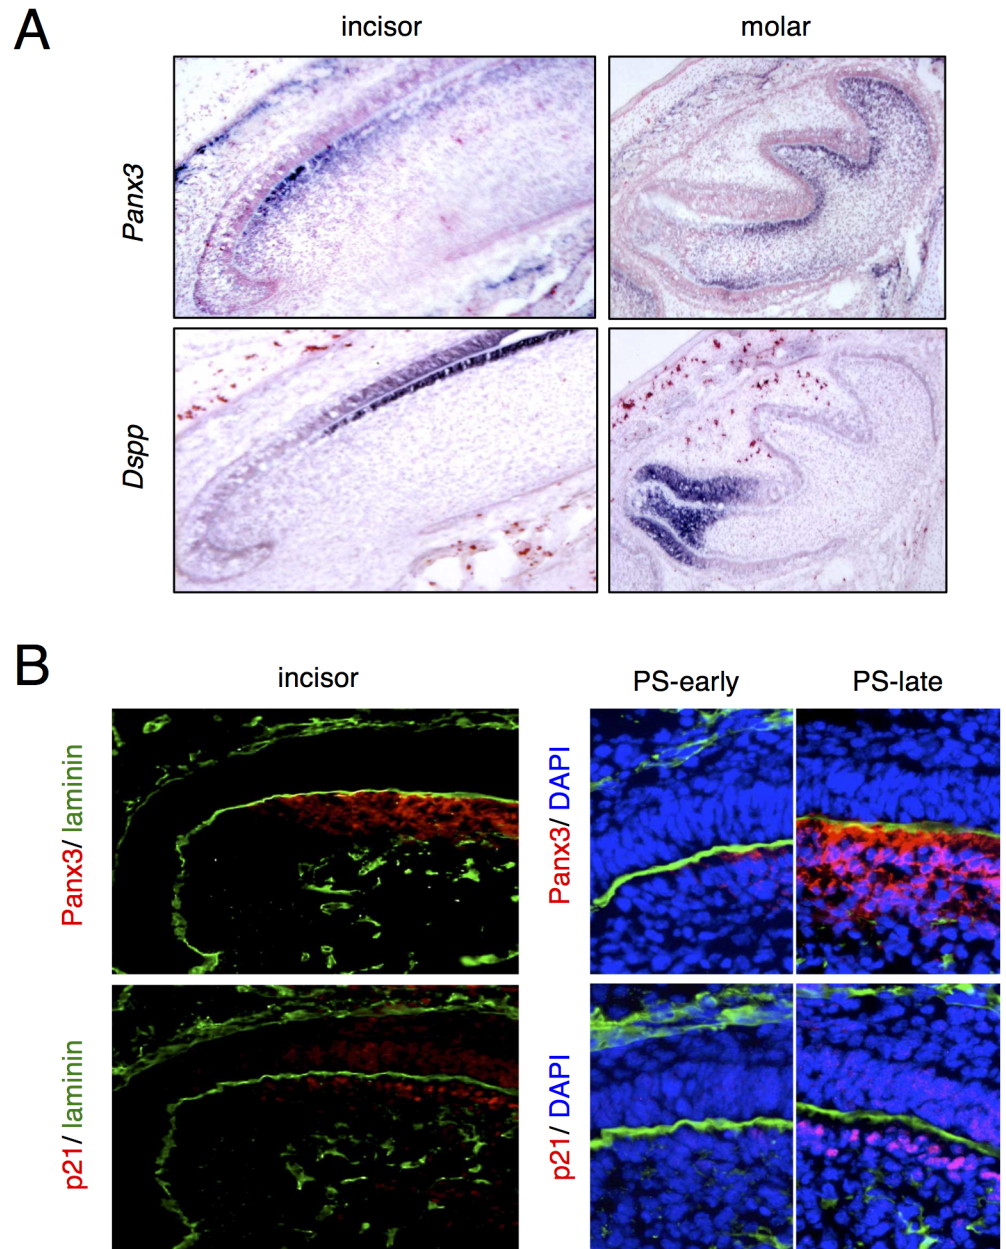 A
incisor
molar
Panx3
Dspp
B
incisor
PS-early
PS-late
Panx3/ laminin
Panx3/ DAPI
p21/ laminin
p21/ DAPI